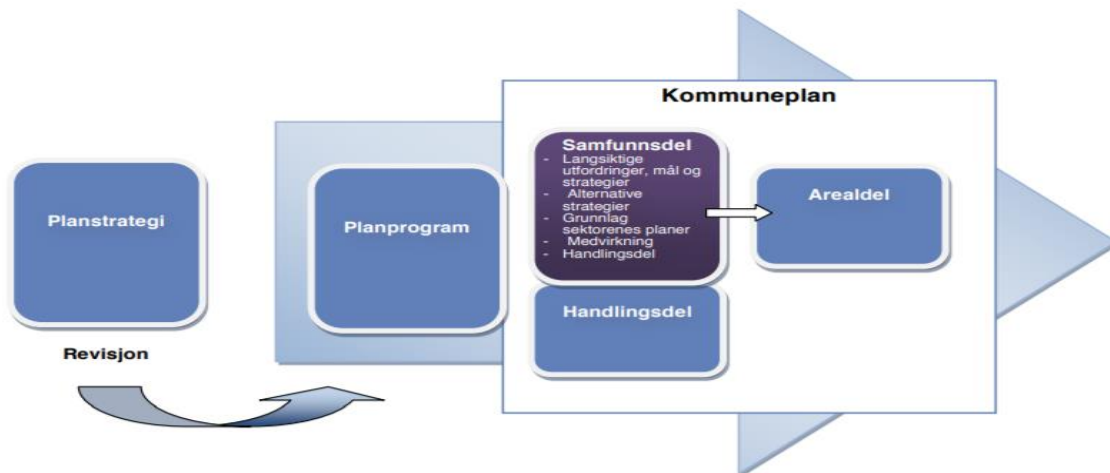 Kommuneplan
Planstrategi
Revisjon
Planprogram
Samfunnsdel
- Langsiktige
utfordringer, mål og
strategier
- Alternative
strategier
- Grunnlag
sektorenes planer
- Medvirkning
- Handlingsdel
Handlingsdel
Arealdel